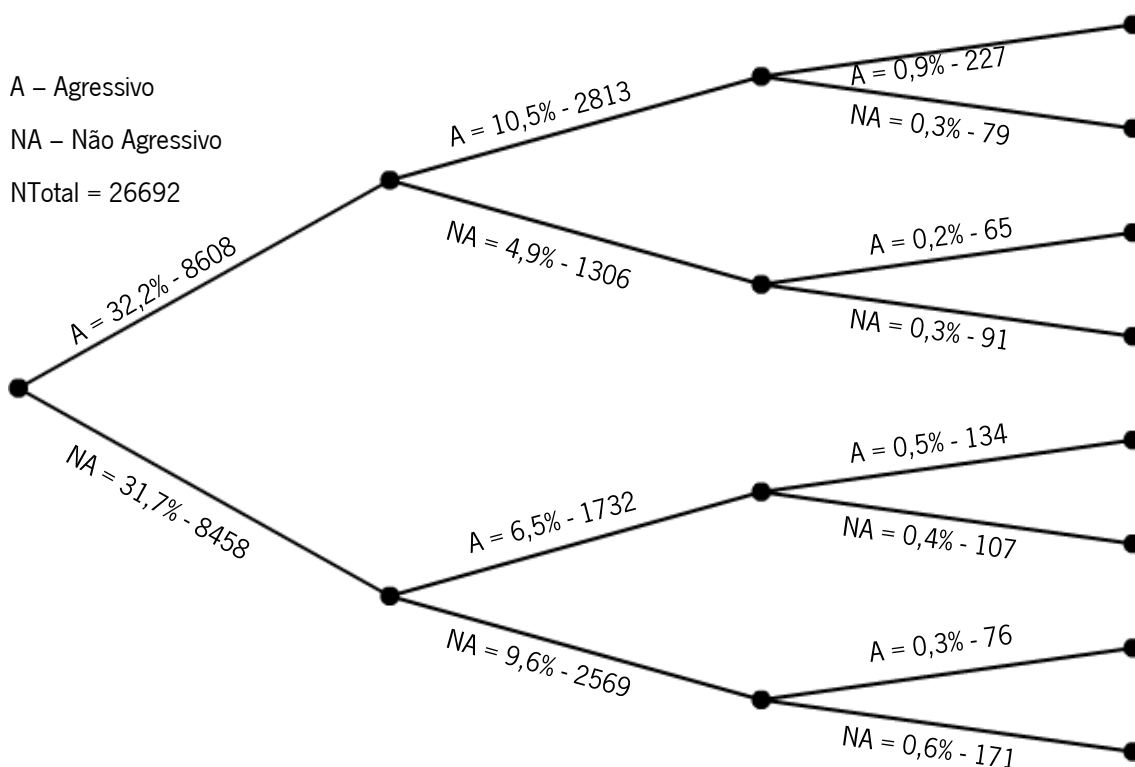 A – Agressivo
NA – Não Agressivo
NTotal = 26692
A = 32,2% - 8608
NA = 31,7% - 8458
A = 10,5% - 2813
NA = 4,9% - 1306
A = 6,5% - 1732
NA = 9,6% - 2569
A = 0,9% - 227
NA = 0,3% - 79
A = 0,2% - 65
NA = 0,3% - 91
A = 0,5% - 134
NA = 0,4% - 107
A = 0,3% - 76
NA = 0,6% - 171